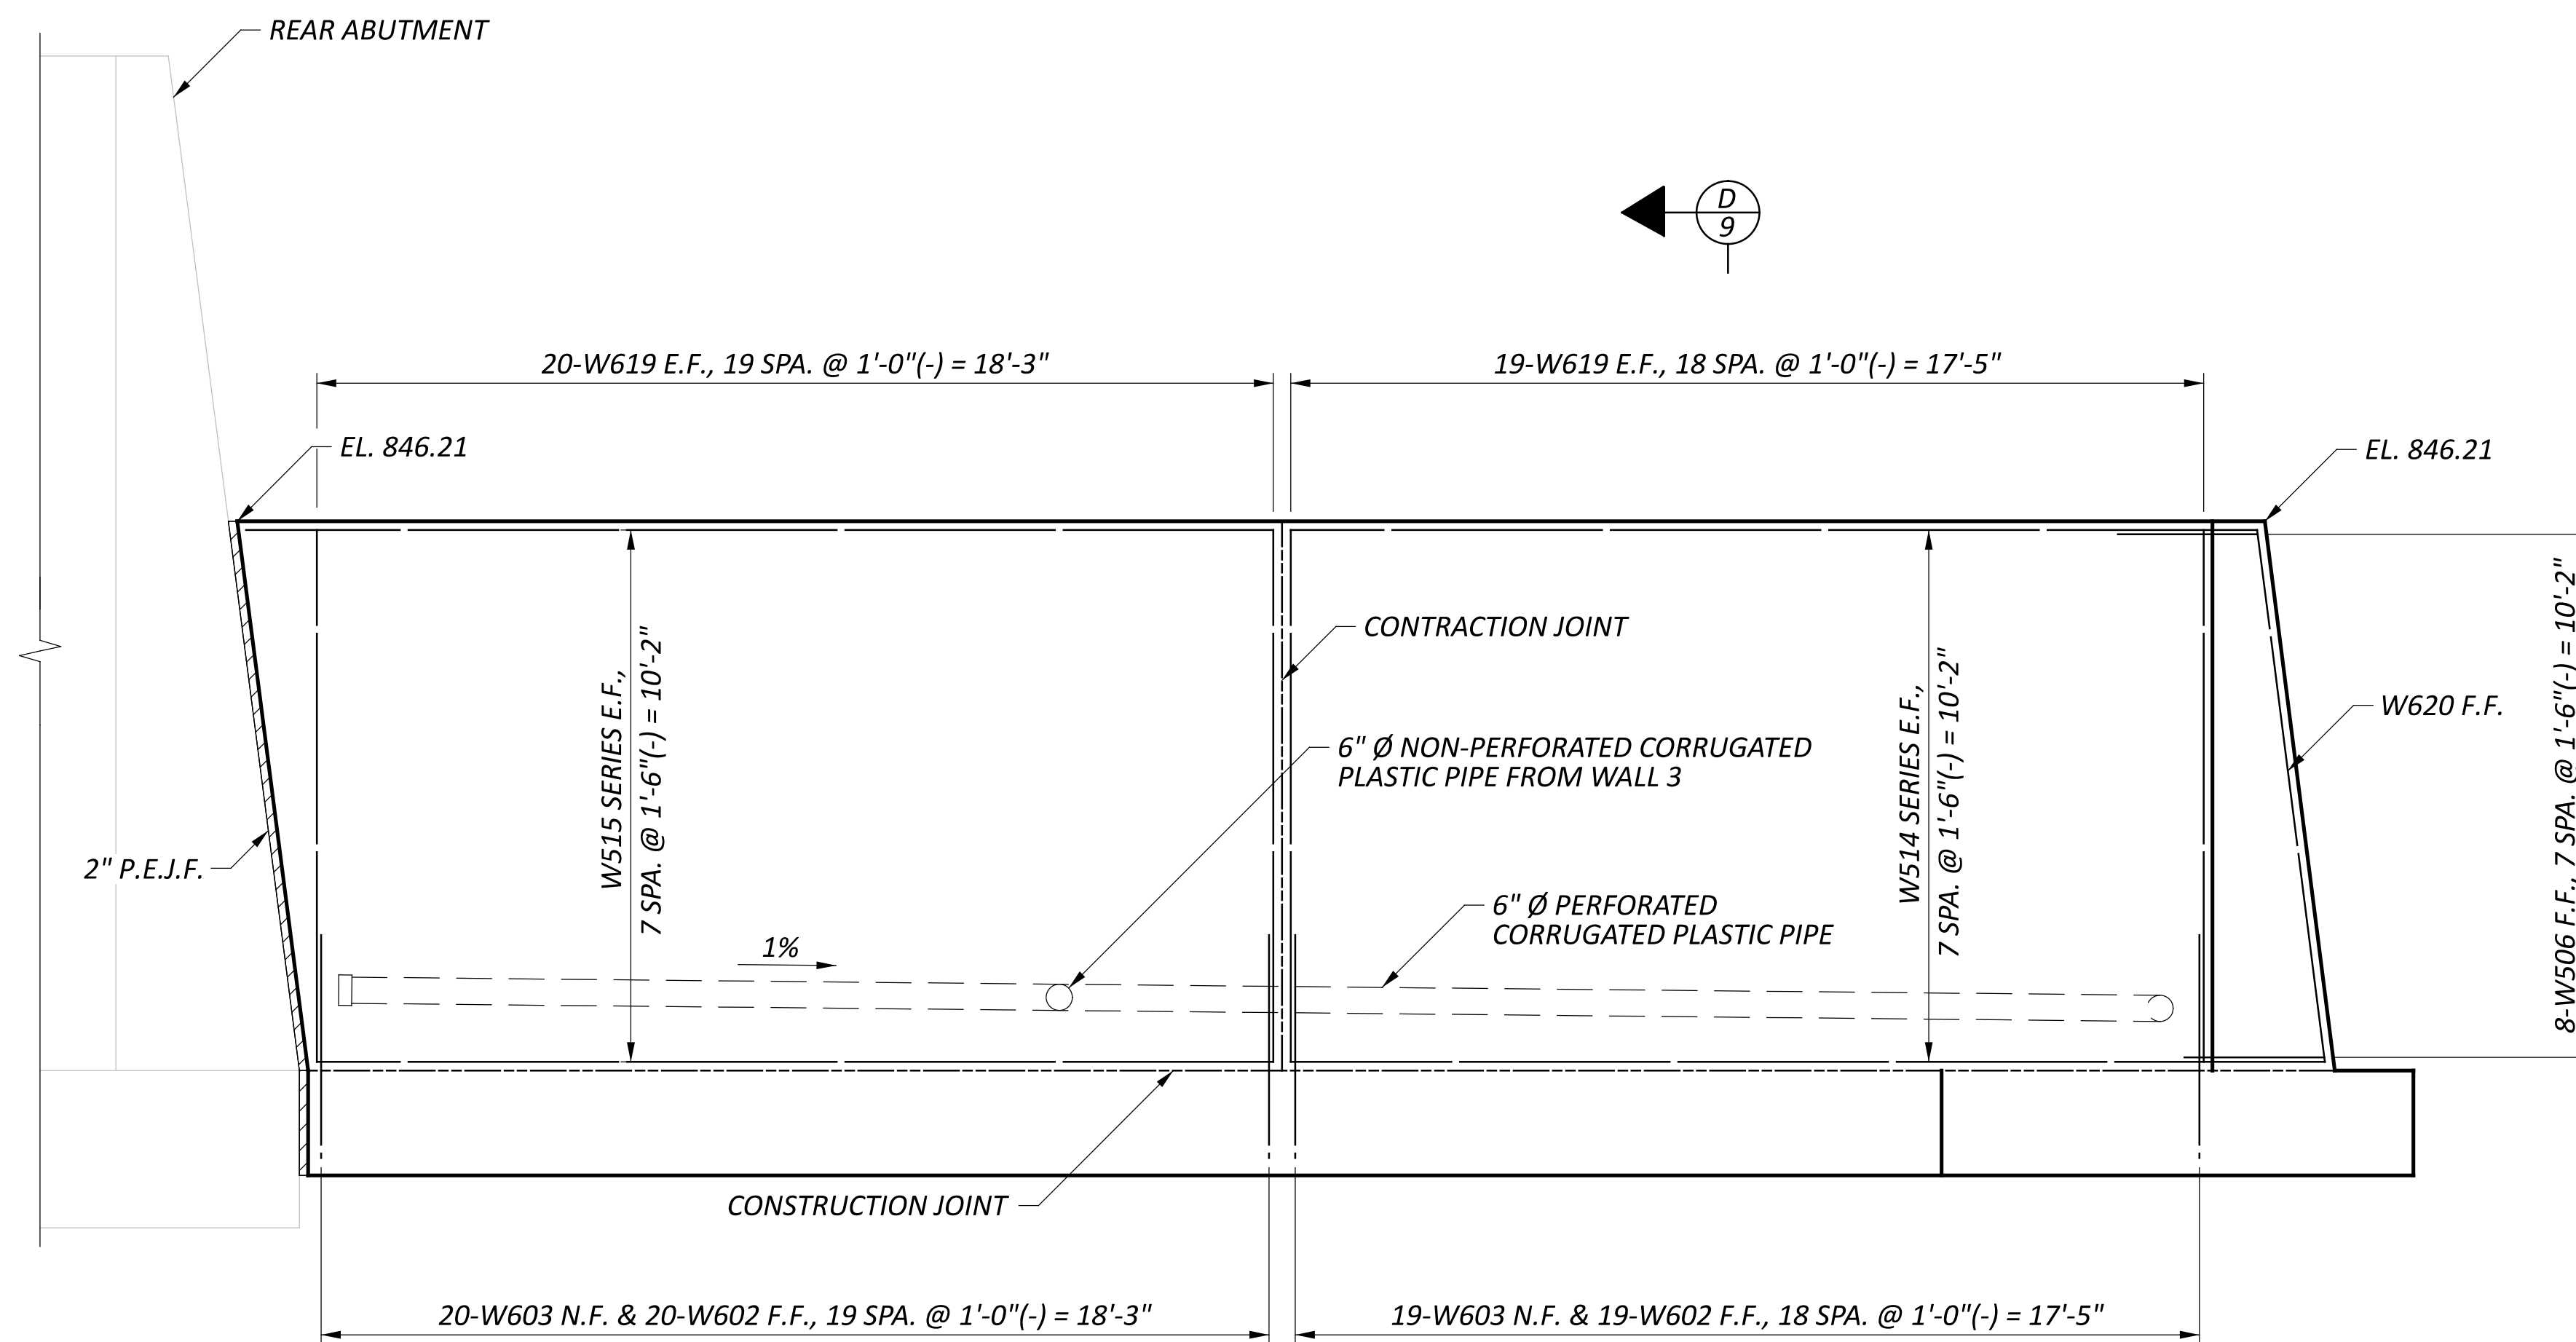 REAR ABUTMENT
D
9
20-W619 E.F., 19 SPA. @ 1'-0"(-) = 18'-3"
19-W619 E.F., 18 SPA. @ 1'-0"(-) = 17'-5"
EL. 846.21
EL. 846.21
CONTRACTION JOINT
W515 SERIES E.F.,
7 SPA. @ 1'-6"(-) = 10'-2"
W514 SERIES E.F.,
7 SPA. @ 1'-6"(-) = 10'-2"
8-W506 F.F., 7 SPA. @ 1'-6"(-) = 10'-2"
W620 F.F.
6" Ø NON-PERFORATED CORRUGATED
PLASTIC PIPE FROM WALL 3
2" P.E.J.F.
6" Ø PERFORATED
CORRUGATED PLASTIC PIPE
1%
CONSTRUCTION JOINT
20-W603 N.F. & 20-W602 F.F., 19 SPA. @ 1'-0"(-) = 18'-3"
19-W603 N.F. & 19-W602 F.F., 18 SPA. @ 1'-0"(-) = 17'-5"